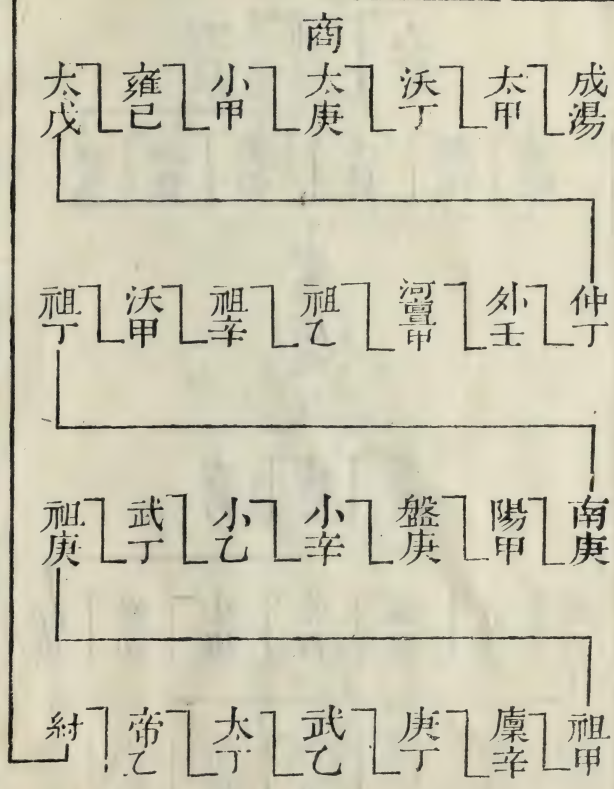 商
成湯 太甲 沃丁 太庚 小甲 雍己 太戊
仲丁 外壬 河亶甲 祖乙 祖辛 沃甲 祖丁
南庚 陽甲 盤庚 小辛 小乙 武丁 祖庚
祖甲 廩辛 庚丁 武乙 太丁 帝乙 紂